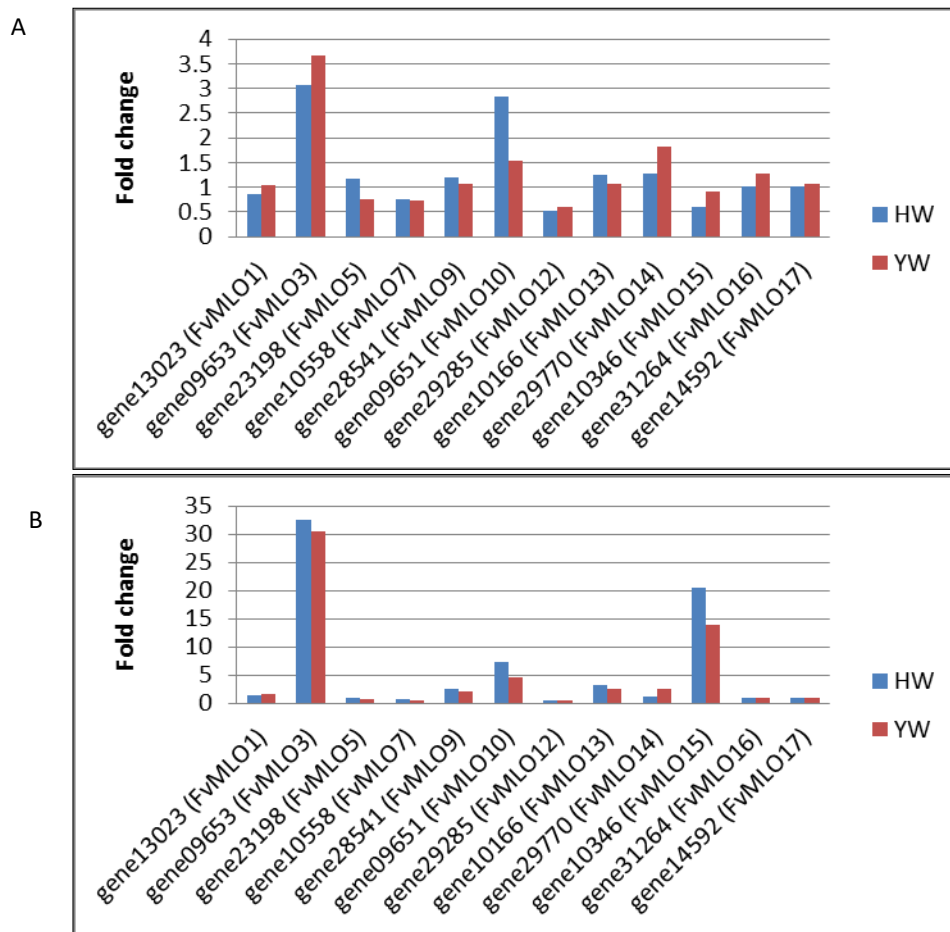 A
Fold change
4
3.5
3
2.5
2
1.5
1
0.5
0
gene13023 (FvMLO1)
gene09653 (FvMLO3)
gene23198 (FvMLO5)
gene10558 (FvMLO7)
gene28541 (FvMLO9)
gene09651 (FvMLO10)
gene29285 (FvMLO12)
gene10166 (FvMLO13)
gene29770 (FvMLO14)
gene10346 (FvMLO15)
gene31264 (FvMLO16)
gene14592 (FvMLO17)
HW
YW
B
Fold change
35
30
25
20
15
10
5
0
gene13023 (FvMLO1)
gene09653 (FvMLO3)
gene23198 (FvMLO5)
gene10558 (FvMLO7)
gene28541 (FvMLO9)
gene09651 (FvMLO10)
gene29285 (FvMLO12)
gene10166 (FvMLO13)
gene29770 (FvMLO14)
gene10346 (FvMLO15)
gene31264 (FvMLO16)
gene14592 (FvMLO17)
HW
YW